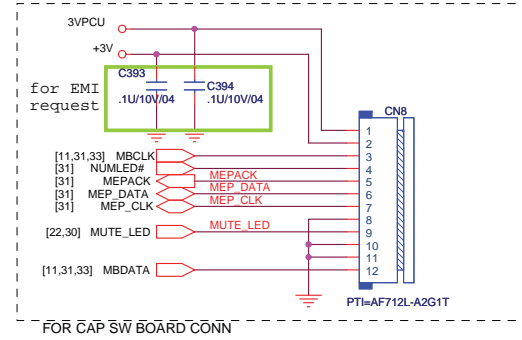 3VPCU
+3V
C393
.1U/10V/04
C394
.1U/10V/04
for EMI
request
CN8
1
2
3
4
5
6
7
8
9
10
11
12
[11,31,33] MBCLK
[31] NUMLED#
[31] MEPACK MEPACK
[31] MEP_DATA MEP_DATA
[31] MEP_CLK MEP_CLK
[22,30] MUTE_LED MUTE_LED
[11,31,33] MBDATA
PTI=AF712L-A2G1T
FOR CAP SW BOARD CONN